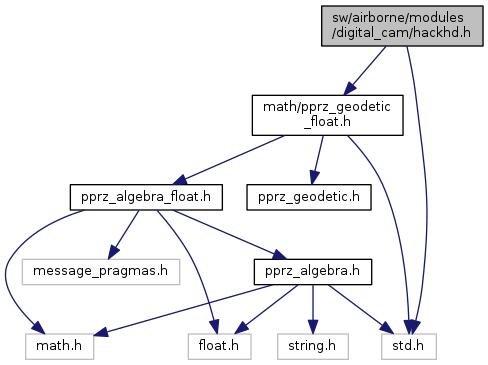 sw/airborne/modules
/digital_cam/hackhd.h
math/pprz_geodetic
_float.h
pprz_algebra_float.h
pprz_geodetic.h
message_pragmas.h
pprz_algebra.h
math.h
float.h
string.h
std.h